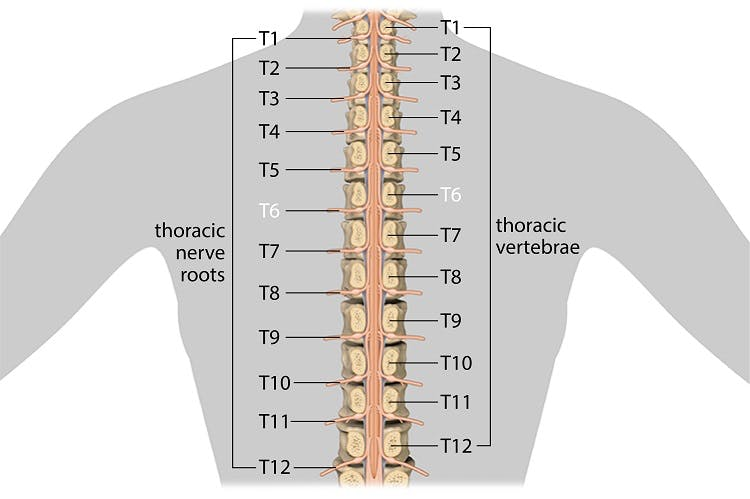 T1
T2
T3
T4
T5
T6
T7
T8
T9
T10
T11
T12
thoracic
nerve
roots
T1
T2
T3
T4
T5
T6
T7
T8
T9
T10
T11
T12
thoracic
vertebrae